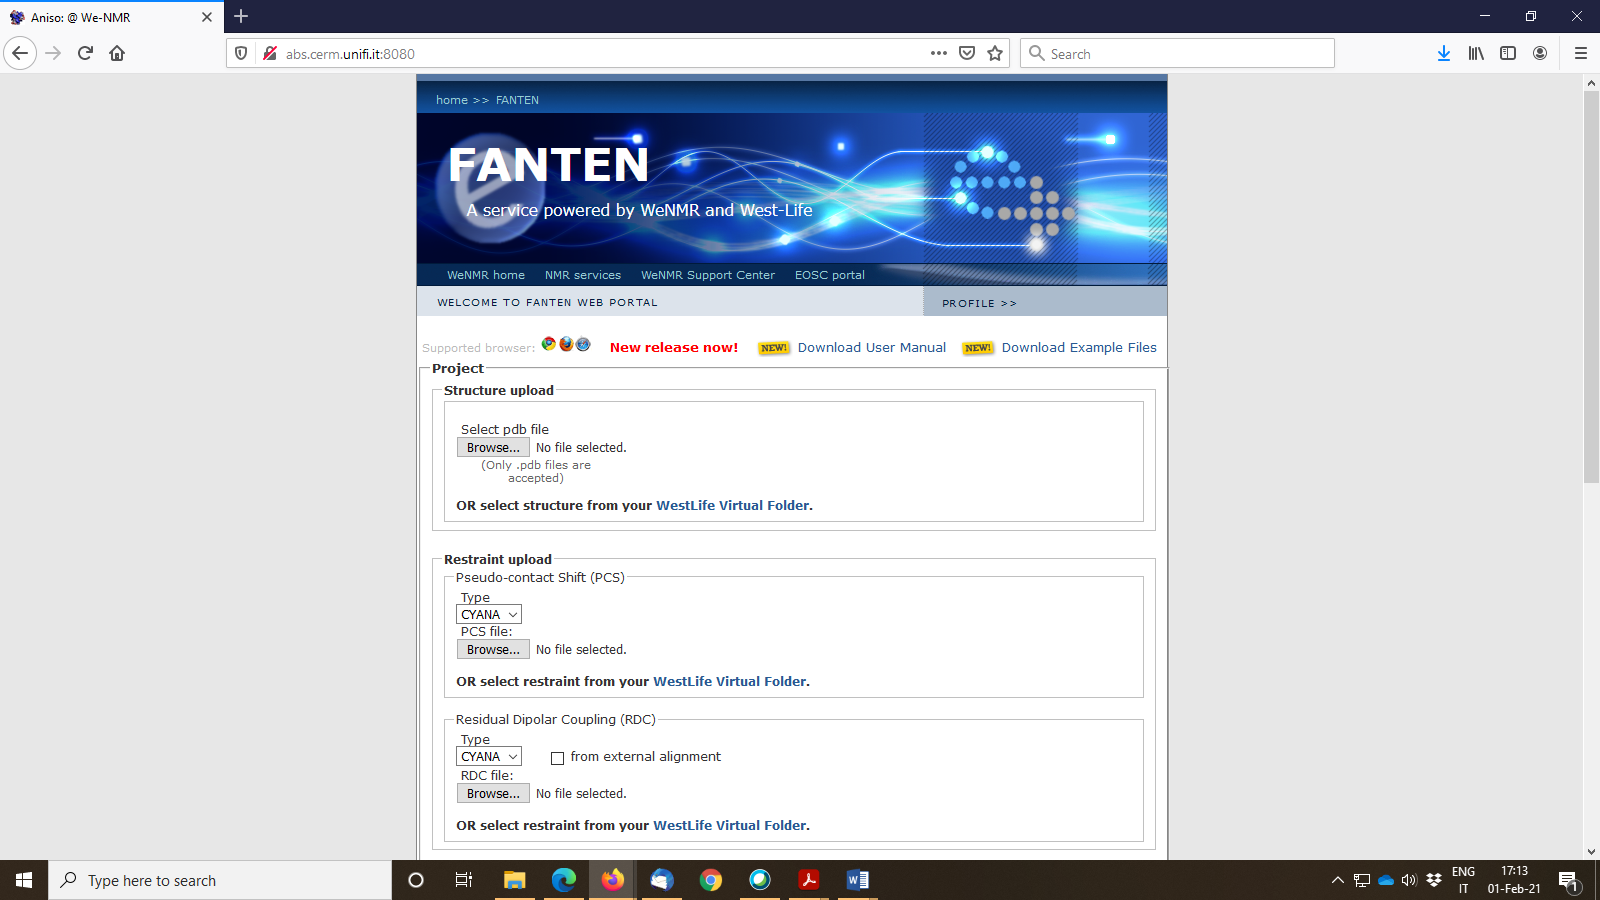 Aniso: @ We-NMR
abs.cerm.unifi.it:8080
Search
home >> FANTEN
FANTEN
A service powered by WeNMR and West-Life
WeNMR home NMR services WeNMR Support Center EOSC portal
WELCOME TO FANTEN WEB PORTAL
PROFILE >>
Supported browser: New release now! NEW! Download User Manual NEW! Download Example Files
Project
Structure upload
Select pdb file
Browse... No file selected.
(Only .pdb files are
accepted)
OR select structure from your WestLife Virtual Folder.
Restraint upload
Pseudo-contact Shift (PCS)
Type
CYANA
PCS file:
Browse... No file selected.
OR select restraint from your WestLife Virtual Folder.
Residual Dipolar Coupling (RDC)
Type
CYANA from external alignment
RDC file:
Browse... No file selected.
OR select restraint from your WestLife Virtual Folder.
Type here to search
ENG
IT
17:13
01-Feb-21
1